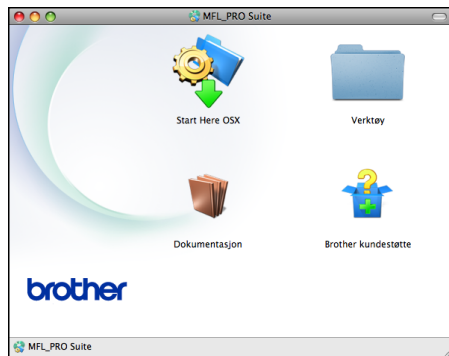 MFL_PRO Suite
Start Here OSX
Verktøy
Dokumentasjon
Brother kundestøtte
brother
MFL_PRO Suite